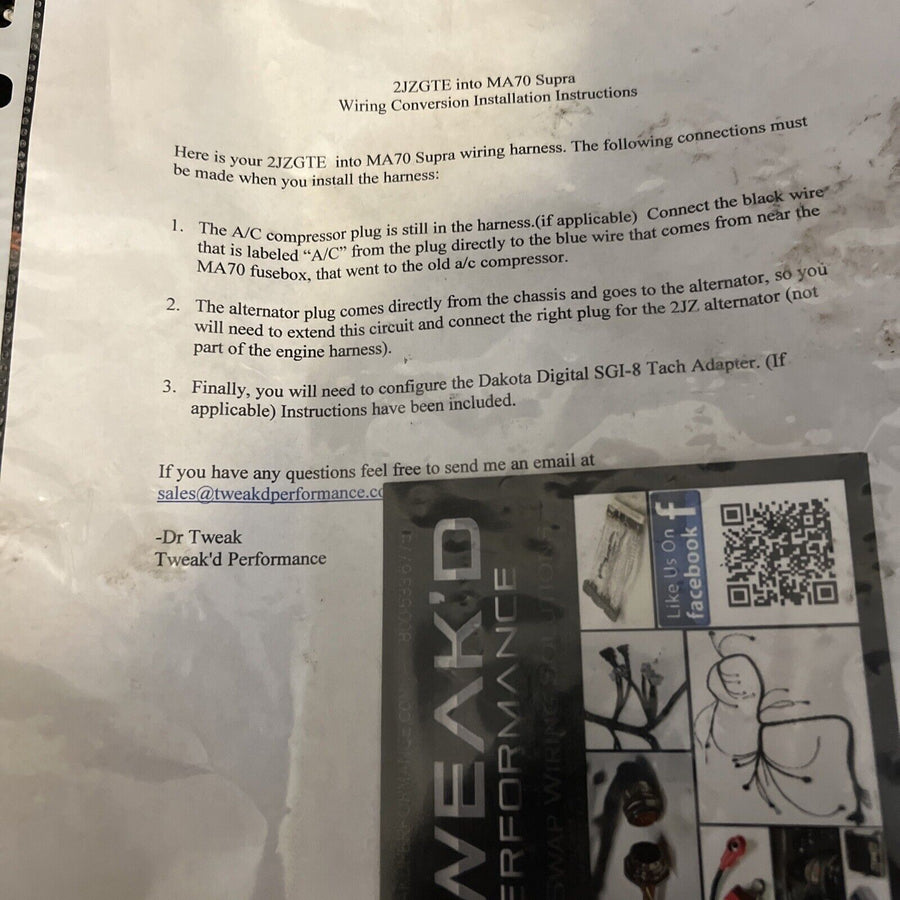 2JZGTE into MA70 Supra
Wiring Conversion Installation Instructions
Here is your 2JZGTE into MA70 Supra wiring harness. The following connections must
be made when you install the harness:
1. The A/C compressor plug is still in the harness.(if applicable) Connect the black wire
that is labeled “A/C” from the plug directly to the blue wire that comes from near the
MA70 fusebox, that went to the old a/c compressor.
2. The alternator plug comes directly from the chassis and goes to the alternator, so you
will need to extend this circuit and connect the right plug for the 2JZ alternator (not
part of the engine harness).
3. Finally, you will need to configure the Dakota Digital SGI-8 Tach Adapter. (If
applicable) Instructions have been included.
If you have any questions feel free to send me an email at
sales@tweakdperformance.co
-Dr Tweak
Tweak'd Performance
WEAK'D
ERFORMANCE
SWAP WIRING SOLUTIONS
Like Us On
facebook f